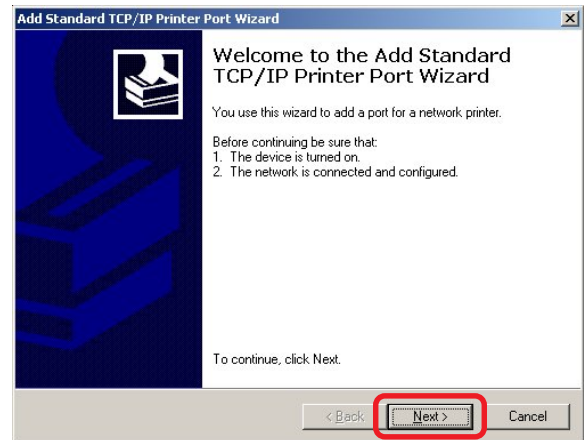 Add Standard TCP/IP Printer Port Wizard
Welcome to the Add Standard
TCP/IP Printer Port Wizard
You use this wizard to add a port for a network printer.
Before continuing be sure that:
1. The device is turned on.
2. The network is connected and configured.
To continue, click Next.
< Back Next > Cancel